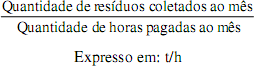 Quantidade de resíduos coletados ao mês
Quantidade de horas pagadas ao mês
Expresso em: t/h